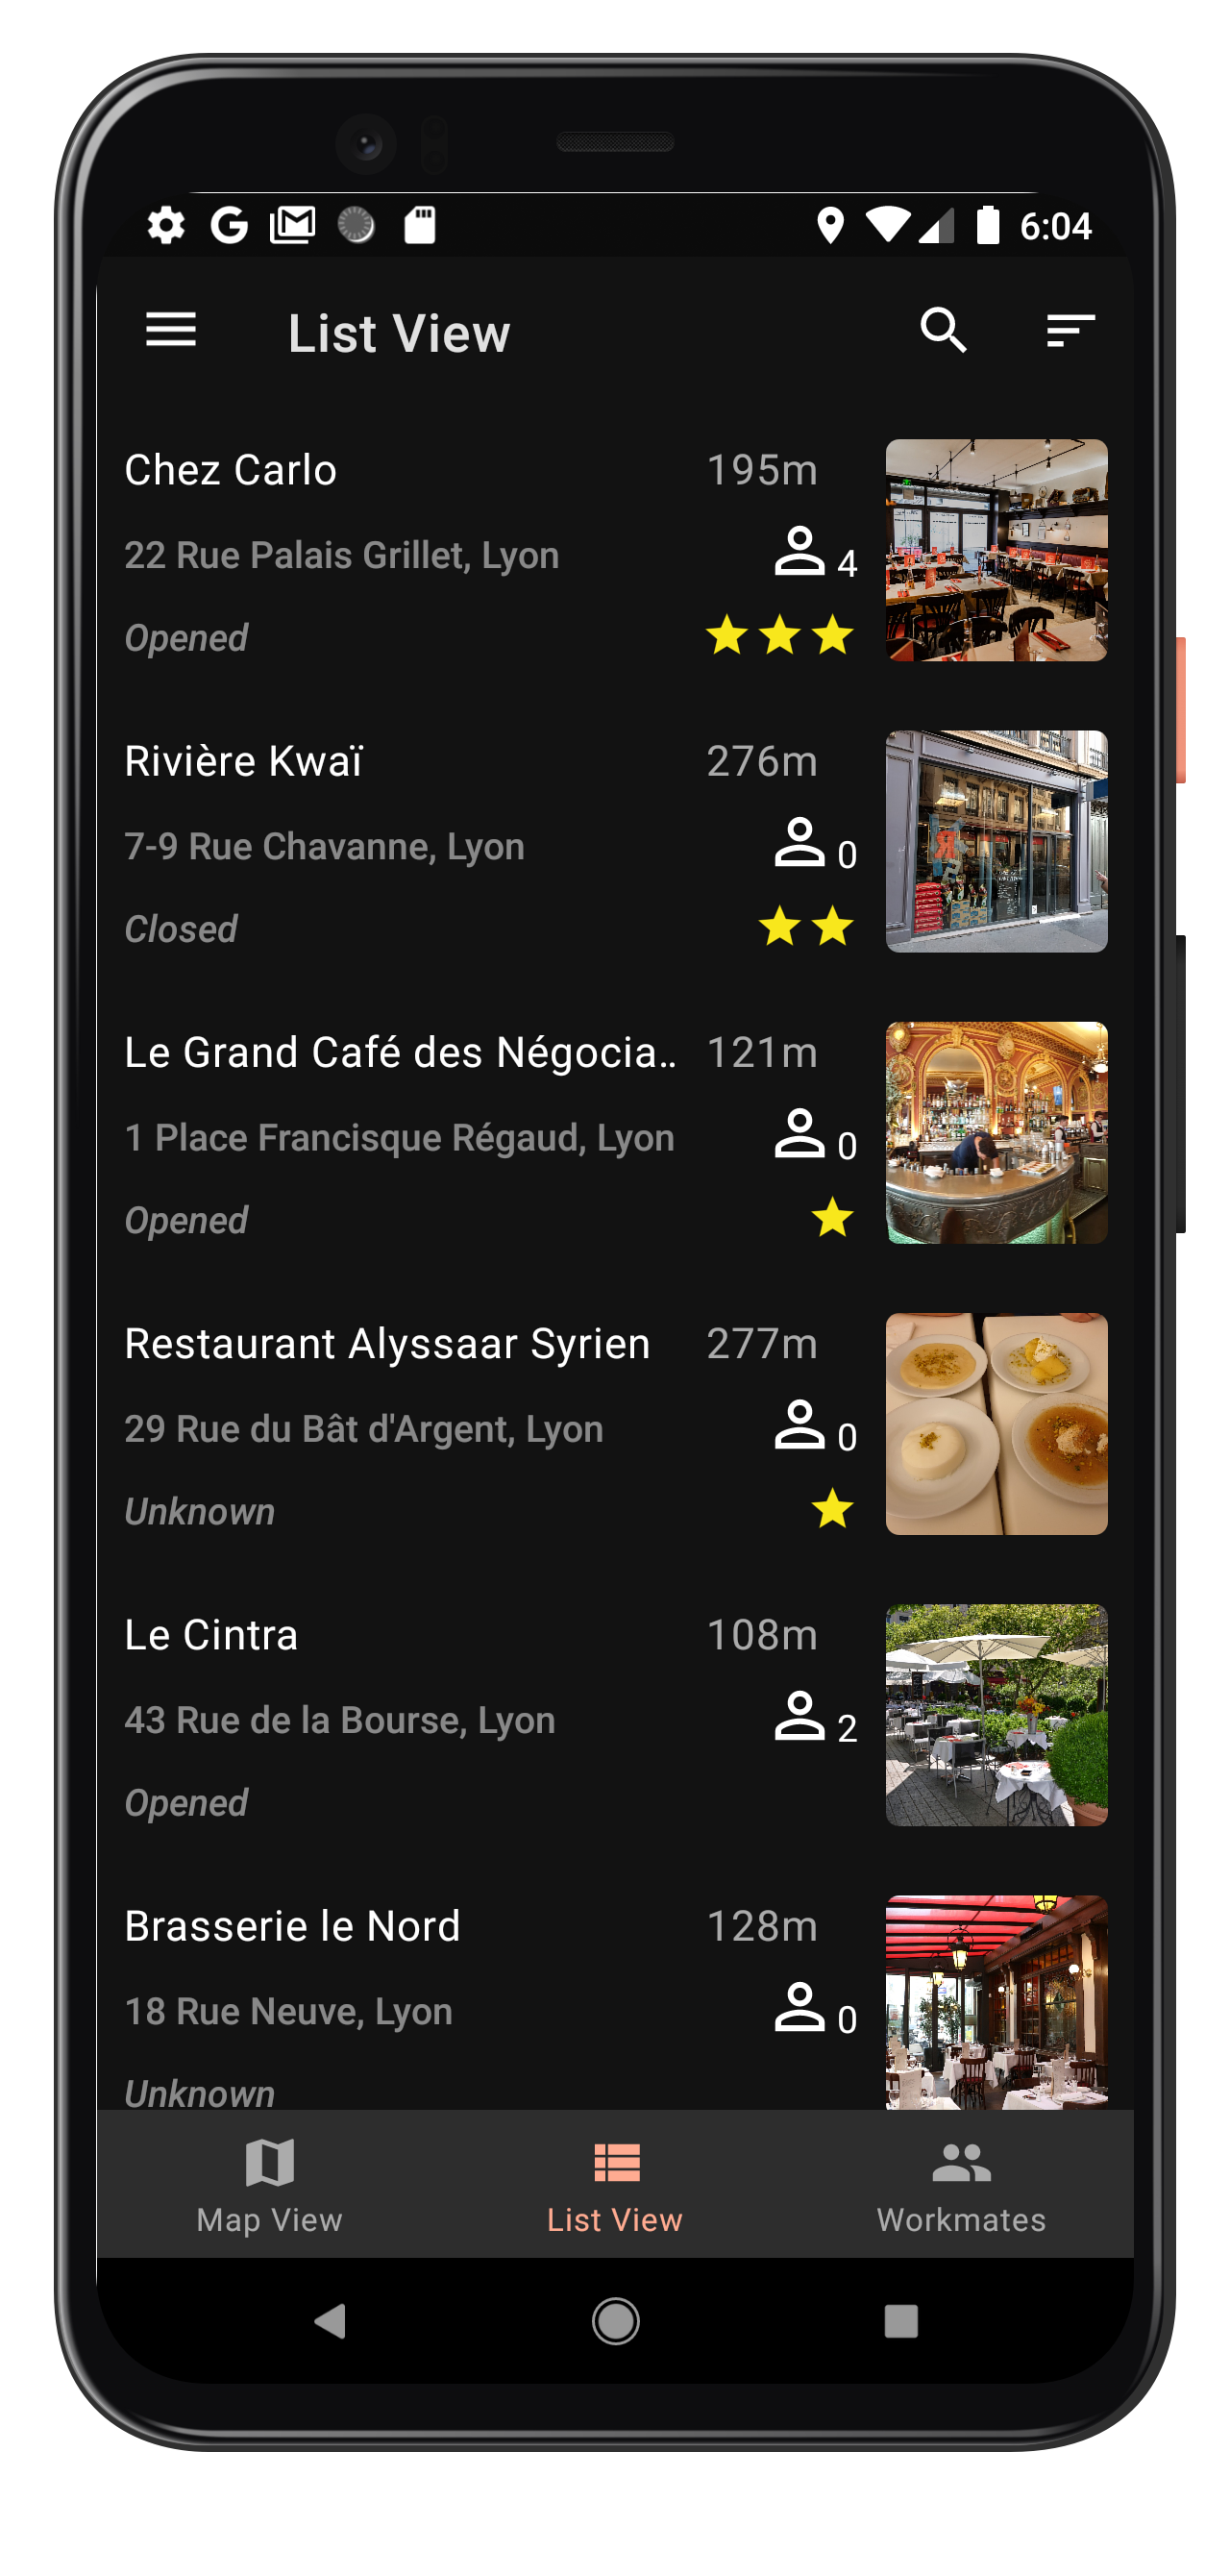 6:04
List View
Chez Carlo 195m
22 Rue Palais Grillet, Lyon 4
Opened
Rivière Kwaï 276m
7-9 Rue Chavanne, Lyon 0
Closed
Le Grand Café des Négocia.. 121m
1 Place Francisque Régaud, Lyon 0
Opened
Restaurant Alyssaar Syrien 277m
29 Rue du Bât d'Argent, Lyon 0
Unknown
Le Cintra 108m
43 Rue de la Bourse, Lyon 2
Opened
Brasserie le Nord 128m
18 Rue Neuve, Lyon 0
Unknown
Map View List View Workmates